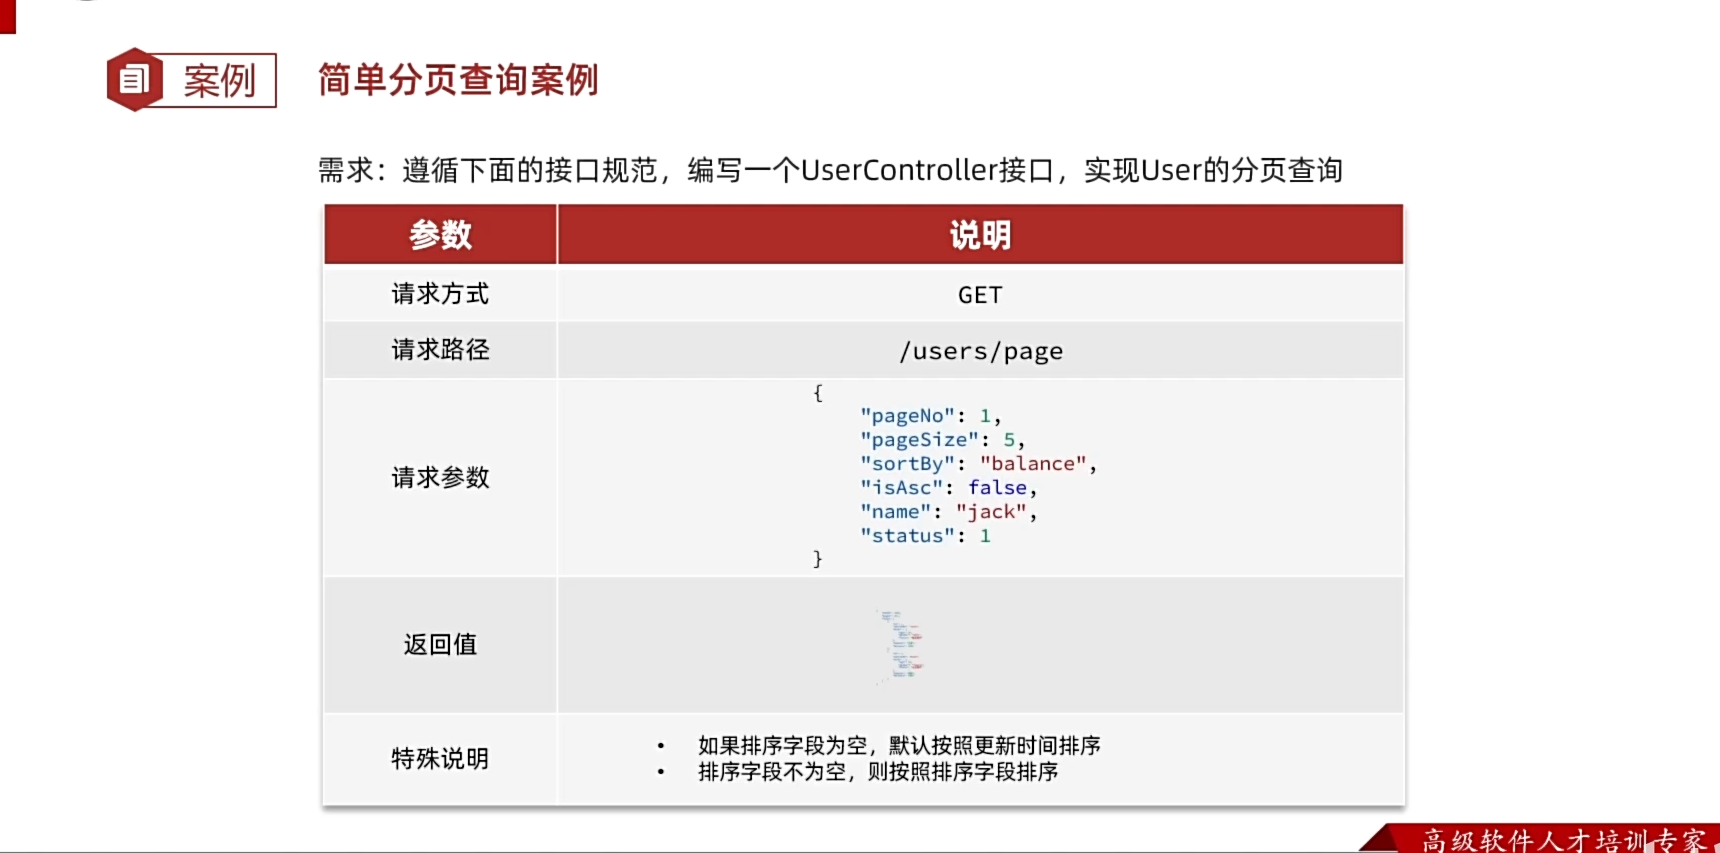 案例
简单分页查询案例
需求：遵循下面的接口规范，编写一个UserController接口，实现User的分页查询
参数 说明
请求方式 GET
请求路径 /users/page
请求参数
{
"pageNo": 1,
"pageSize": 5,
"sortBy": "balance",
"isAsc": false,
"name": "jack",
"status": 1
}
返回值
特殊说明
• 如果排序字段为空，默认按照更新时间排序
• 排序字段不为空，则按照排序字段排序
高级软件人才培训专家